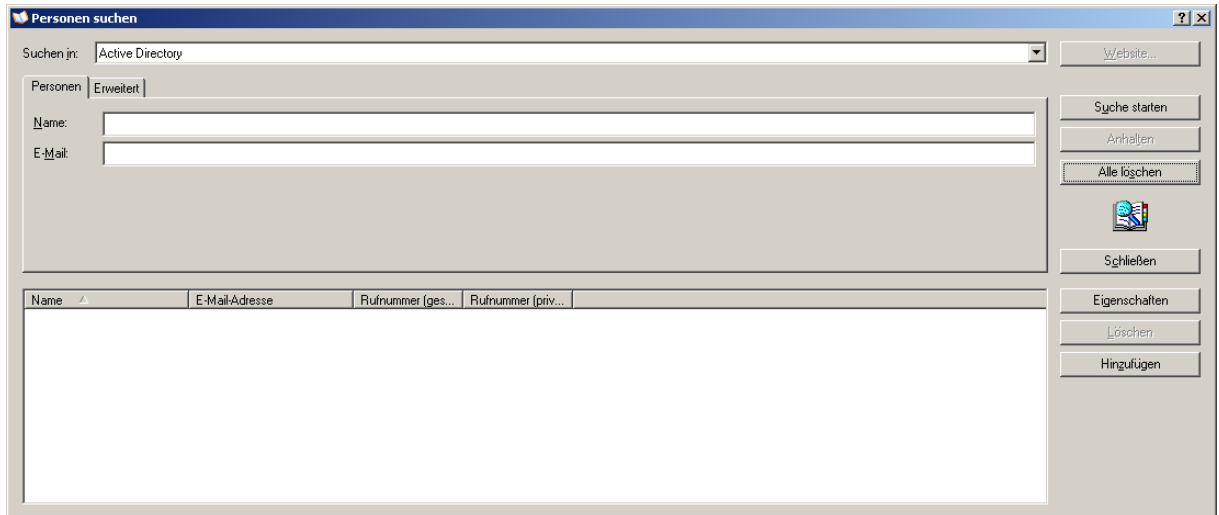 Personen suchen
Suchen in: Active Directory
Website...
Personen Erweitert
Name:
E-Mail:
Suche starten
Anhalten
Alle löschen
Schließen
Name E-Mail-Adresse Rufnummer (ges... Rufnummer (priv...
Eigenschaften
Löschen
Hinzufügen